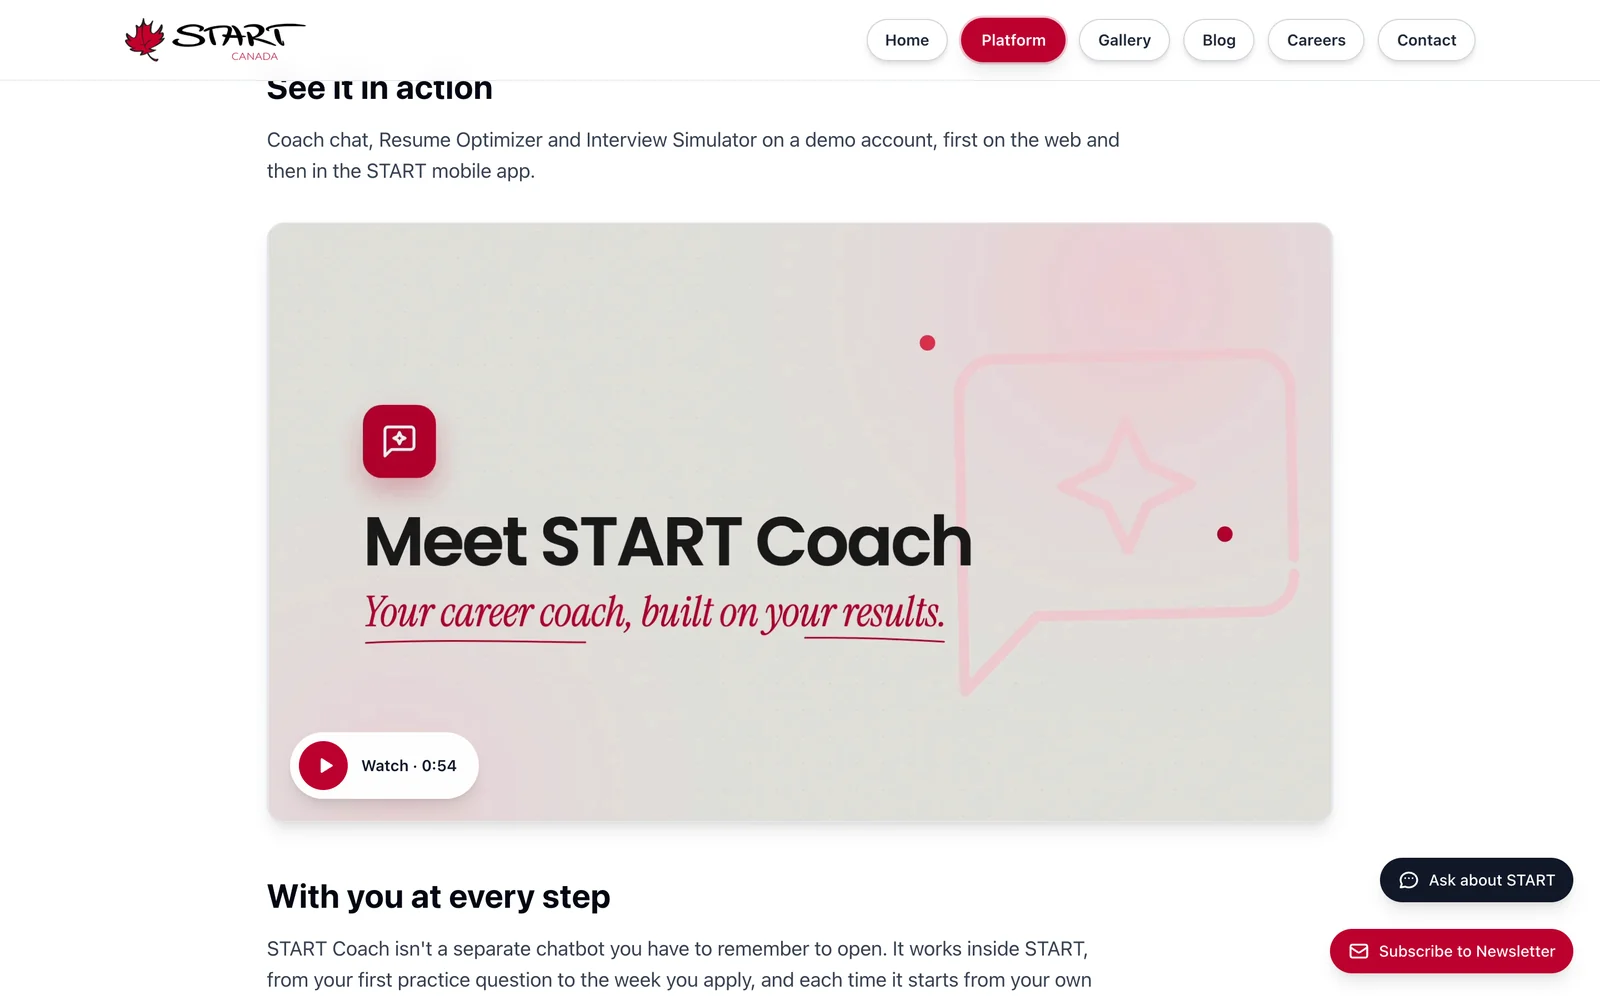 START
CANADA
Home
Platform
Gallery
Blog
Careers
Contact
See it in action
Coach chat, Resume Optimizer and Interview Simulator on a demo account, first on the web and
then in the START mobile app.
Meet START Coach
Your career coach, built on your results.
Watch · 0:54
With you at every step
START Coach isn't a separate chatbot you have to remember to open. It works inside START,
from your first practice question to the week you apply, and each time it starts from your own
Ask about START
Subscribe to Newsletter